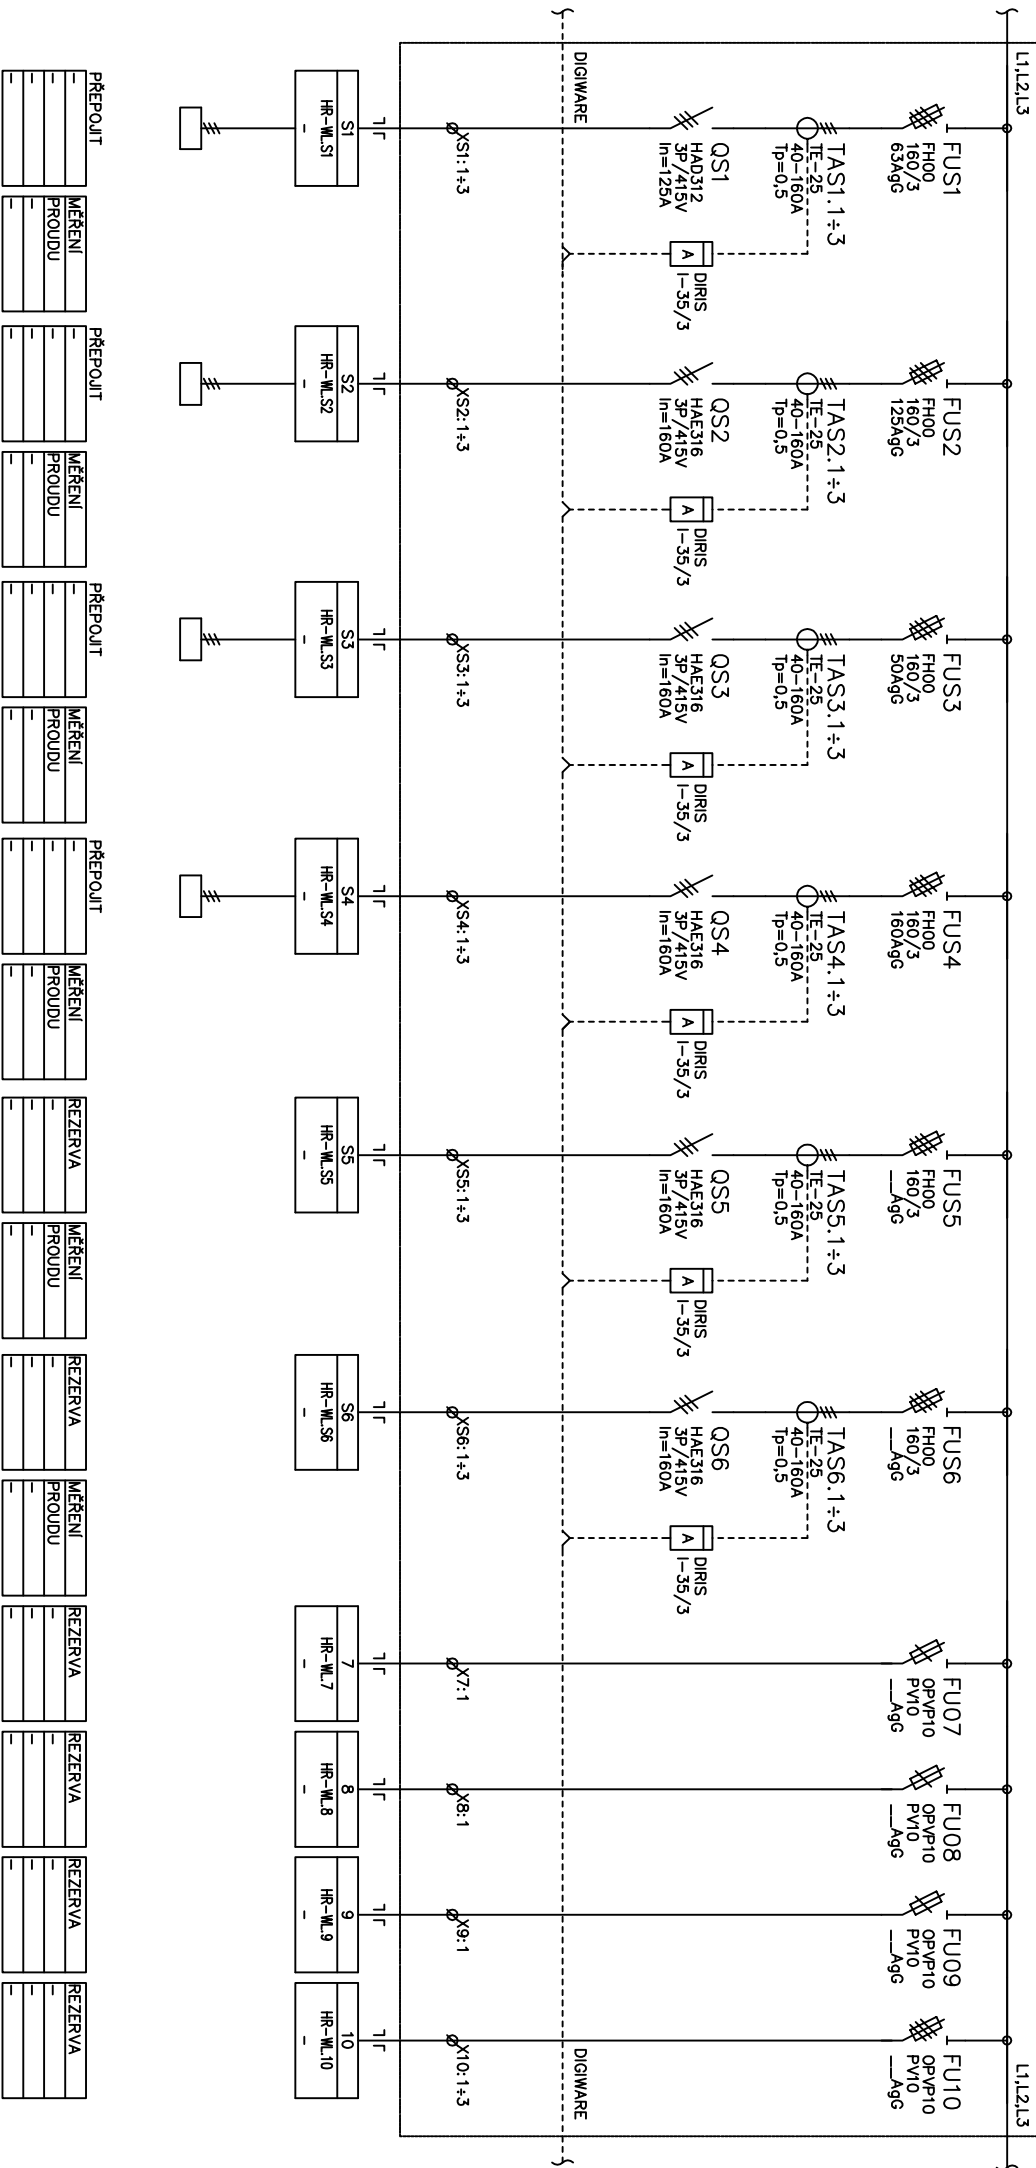 L1,L2,L3
L1,L2,L3
FUS1
FH00
160/3
63AgG
TAS1.1÷3
TE-25
40-160A
Tp=0,5
QS1
HAD312
3P/415V
In=125A
DIRIS
I-35/3
A
DIGIWARE
XS1:1÷3
S1
HR-WL.S1
-
PŘEPOJIT
-
-
-
-
MĚŘENÍ
PROUDU
-
-
FUS2
FH00
160/3
125AgG
TAS2.1÷3
TE-25
40-160A
Tp=0,5
QS2
HAE316
3P/415V
In=160A
DIRIS
I-35/3
A
XS2:1÷3
S2
HR-WL.S2
-
PŘEPOJIT
-
-
-
-
MĚŘENÍ
PROUDU
-
-
FUS3
FH00
160/3
50AgG
TAS3.1÷3
TE-25
40-160A
Tp=0,5
QS3
HAE316
3P/415V
In=160A
DIRIS
I-35/3
A
XS3:1÷3
S3
HR-WL.S3
-
PŘEPOJIT
-
-
-
-
MĚŘENÍ
PROUDU
-
-
FUS4
FH00
160/3
160AgG
TAS4.1÷3
TE-25
40-160A
Tp=0,5
QS4
HAE316
3P/415V
In=160A
DIRIS
I-35/3
A
XS4:1÷3
S4
HR-WL.S4
-
PŘEPOJIT
-
-
-
-
MĚŘENÍ
PROUDU
-
-
FUS5
FH00
160/3
__AgG
TAS5.1÷3
TE-25
40-160A
Tp=0,5
QS5
HAE316
3P/415V
In=160A
DIRIS
I-35/3
A
XS5:1÷3
S5
HR-WL.S5
-
REZERVA
-
-
-
MĚŘENÍ
PROUDU
-
-
FUS6
FH00
160/3
__AgG
TAS6.1÷3
TE-25
40-160A
Tp=0,5
QS6
HAE316
3P/415V
In=160A
DIRIS
I-35/3
A
XS6:1÷3
S6
HR-WL.S6
-
REZERVA
-
-
-
MĚŘENÍ
PROUDU
-
-
FU07
OPVP10
PV10
__AgG
X7:1
7
HR-WL.7
-
REZERVA
-
-
-
FU08
OPVP10
PV10
__AgG
X8:1
8
HR-WL.8
-
REZERVA
-
-
-
FU09
OPVP10
PV10
__AgG
X9:1
9
HR-WL.9
-
REZERVA
-
-
-
FU10
OPVP10
PV10
__AgG
DIGIWARE
X10:1÷3
10
HR-WL.10
-
REZERVA
-
-
-